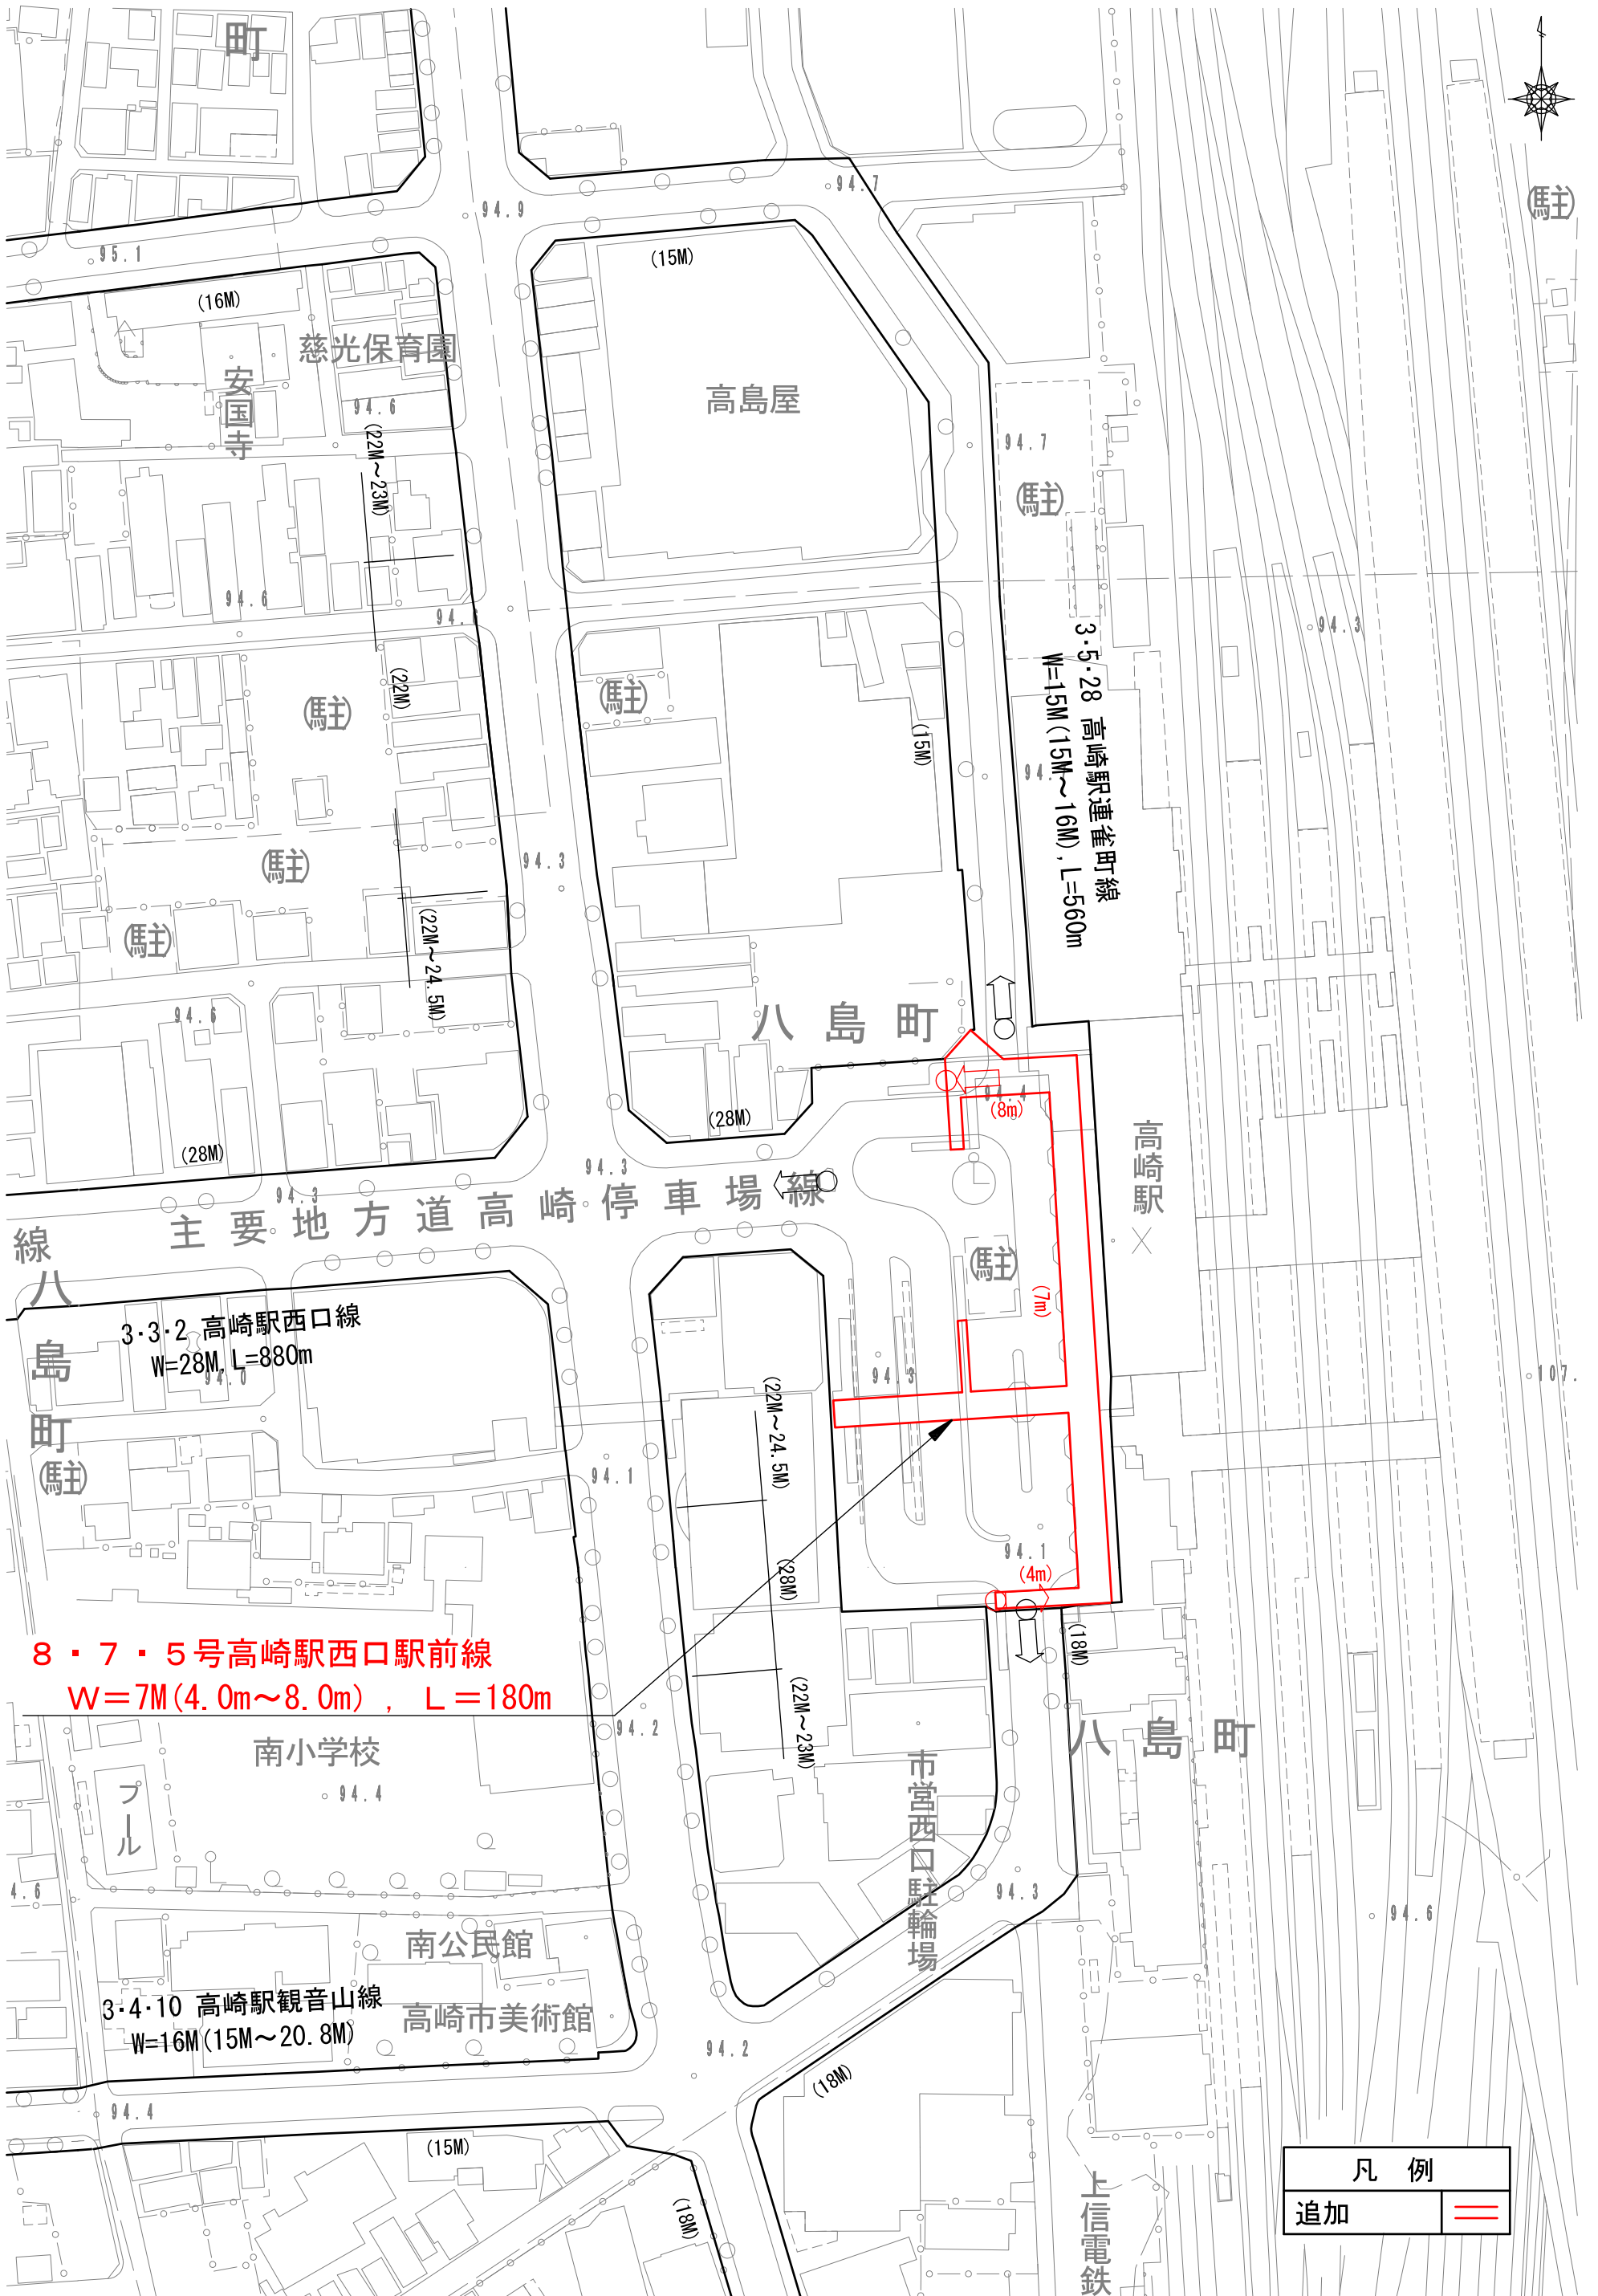 町
94.7
94.9
95.1
(駐)
(15M)
(16M)
慈光保育園
安国寺
94.6
高島屋
94.7
(22M～23M)
(駐)
94.6
94.3
3・5・28 高崎駅連雀町線
W=15M(15M～16M),L=560m
(22M)
(駐)
(駐)
(15M)
94.3
(駐)
(駐)
(22M～24.5M)
94.6
八島町
94.4
(8m)
(28M)
(28M)
高崎駅
94.3
94.3
主要地方道高崎停車場線
線
(駐)
(7m)
八島町
3・3・2 高崎駅西口線
W=28M,L=880m
94.0
94.3
107.
(22M～24.5M)
(駐)
94.1
94.1
(4m)
(28M)
(18M)
8・7・5号高崎駅西口駅前線
W=7M(4.0m～8.0m) , L=180m
(22M～23M)
94.2
八島町
南小学校
プール
94.4
市営西口駐輪場
4.6
94.3
94.6
南公民館
3・4・10 高崎駅観音山線
W=16M(15M～20.8M)
高崎市美術館
94.2
(18M)
94.4
(15M)
(18M)
上信電鉄
凡 例
追加